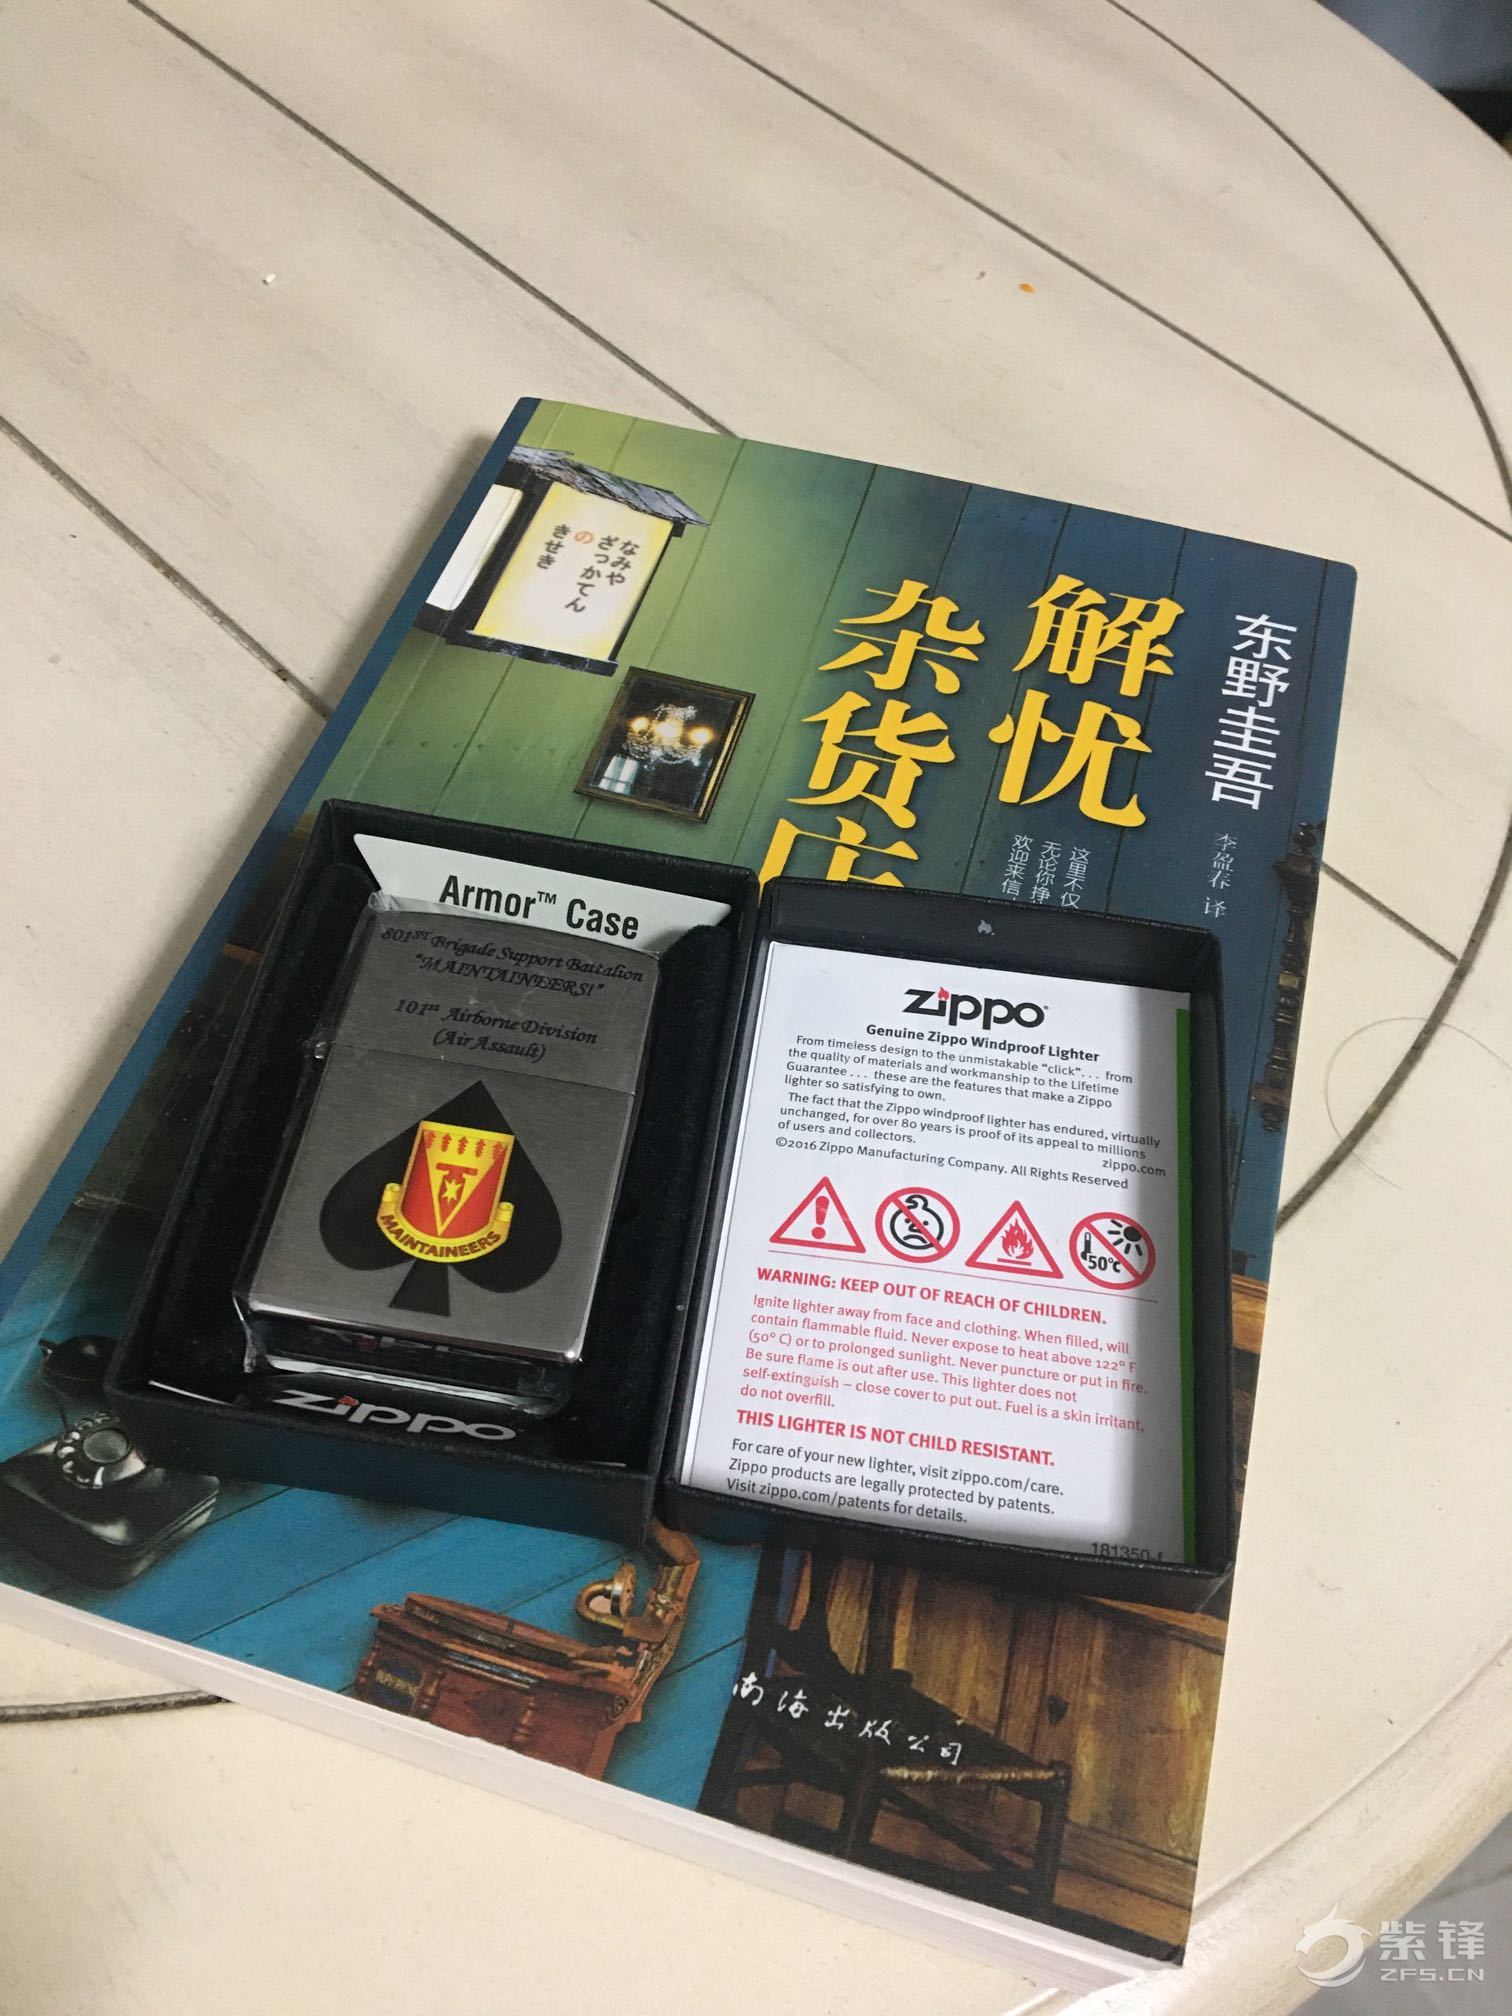 なみや
ざっかてん
の
きせき
解忧
杂货店
东野圭吾
李盈春 译
这里不仅
无论你挣
欢迎来信
Armor™ Case
801ST Brigade Support Battalion
"MAINTAINEERS!"
101st Airborne Division
(Air Assault)
MAINTAINEERS
zippo
zippo®
Genuine Zippo Windproof Lighter
From timeless design to the unmistakable “click”. . . from
the quality of materials and workmanship to the Lifetime
Guarantee . . . these are the features that make a Zippo
lighter so satisfying to own.
The fact that the Zippo windproof lighter has endured, virtually
unchanged, for over 80 years is proof of its appeal to millions
of users and collectors.
zippo.com
©2016 Zippo Manufacturing Company. All Rights Reserved
50°C
WARNING: KEEP OUT OF REACH OF CHILDREN.
Ignite lighter away from face and clothing. When filled, will
contain flammable fluid. Never expose to heat above 122° F
(50° C) or to prolonged sunlight. Never puncture or put in fire.
Be sure flame is out after use. This lighter does not
self-extinguish – close cover to put out. Fuel is a skin irritant,
do not overfill.
THIS LIGHTER IS NOT CHILD RESISTANT.
For care of your new lighter, visit zippo.com/care.
Zippo products are legally protected by patents.
Visit zippo.com/patents for details.
181350-f
南海出版公司
紫锋
ZFS.CN